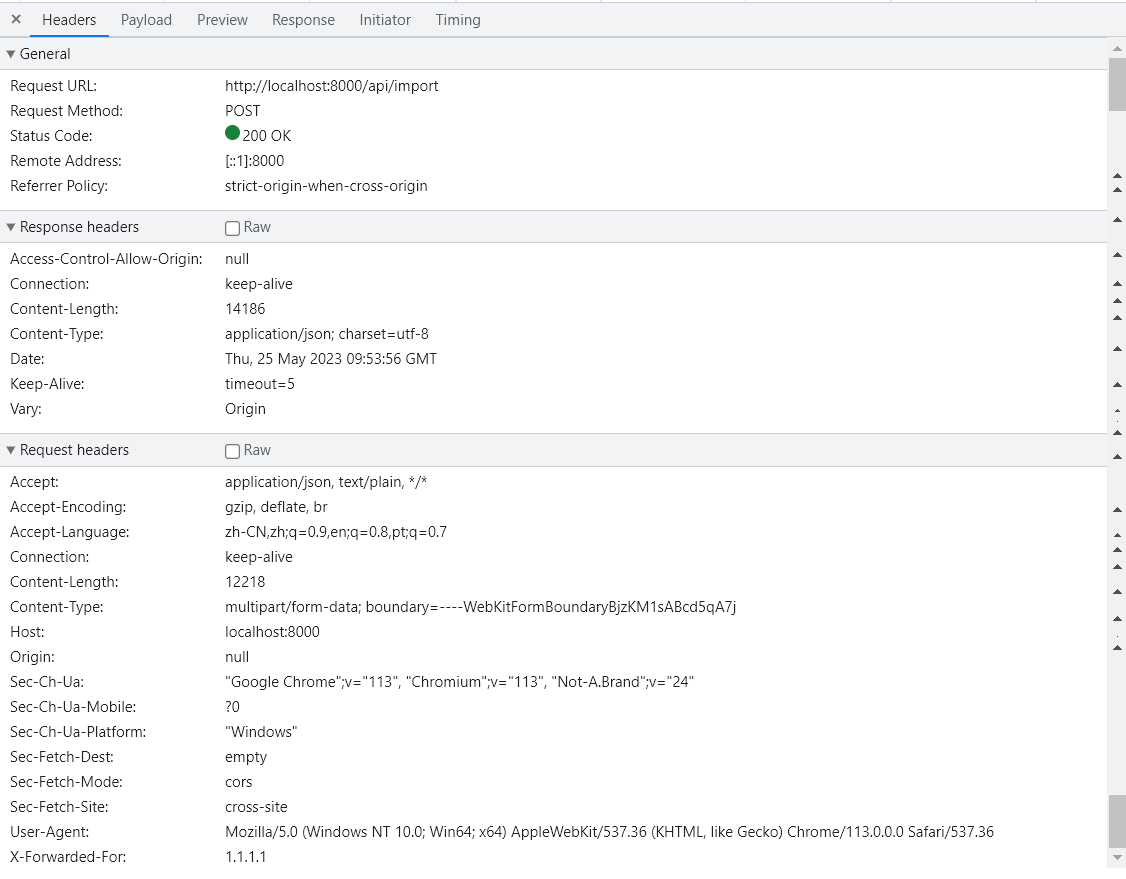 Headers Payload Preview Response Initiator Timing
General
Request URL: http://localhost:8000/api/import
Request Method: POST
Status Code: 200 OK
Remote Address: [::1]:8000
Referrer Policy: strict-origin-when-cross-origin
Response headers Raw
Access-Control-Allow-Origin: null
Connection: keep-alive
Content-Length: 14186
Content-Type: application/json; charset=utf-8
Date: Thu, 25 May 2023 09:53:56 GMT
Keep-Alive: timeout=5
Vary: Origin
Request headers Raw
Accept: application/json, text/plain, */*
Accept-Encoding: gzip, deflate, br
Accept-Language: zh-CN,zh;q=0.9,en;q=0.8,pt;q=0.7
Connection: keep-alive
Content-Length: 12218
Content-Type: multipart/form-data; boundary=----WebKitFormBoundaryBjzKM1sABcd5qA7j
Host: localhost:8000
Origin: null
Sec-Ch-Ua: "Google Chrome";v="113", "Chromium";v="113", "Not-A.Brand";v="24"
Sec-Ch-Ua-Mobile: ?0
Sec-Ch-Ua-Platform: "Windows"
Sec-Fetch-Dest: empty
Sec-Fetch-Mode: cors
Sec-Fetch-Site: cross-site
User-Agent: Mozilla/5.0 (Windows NT 10.0; Win64; x64) AppleWebKit/537.36 (KHTML, like Gecko) Chrome/113.0.0.0 Safari/537.36
X-Forwarded-For: 1.1.1.1